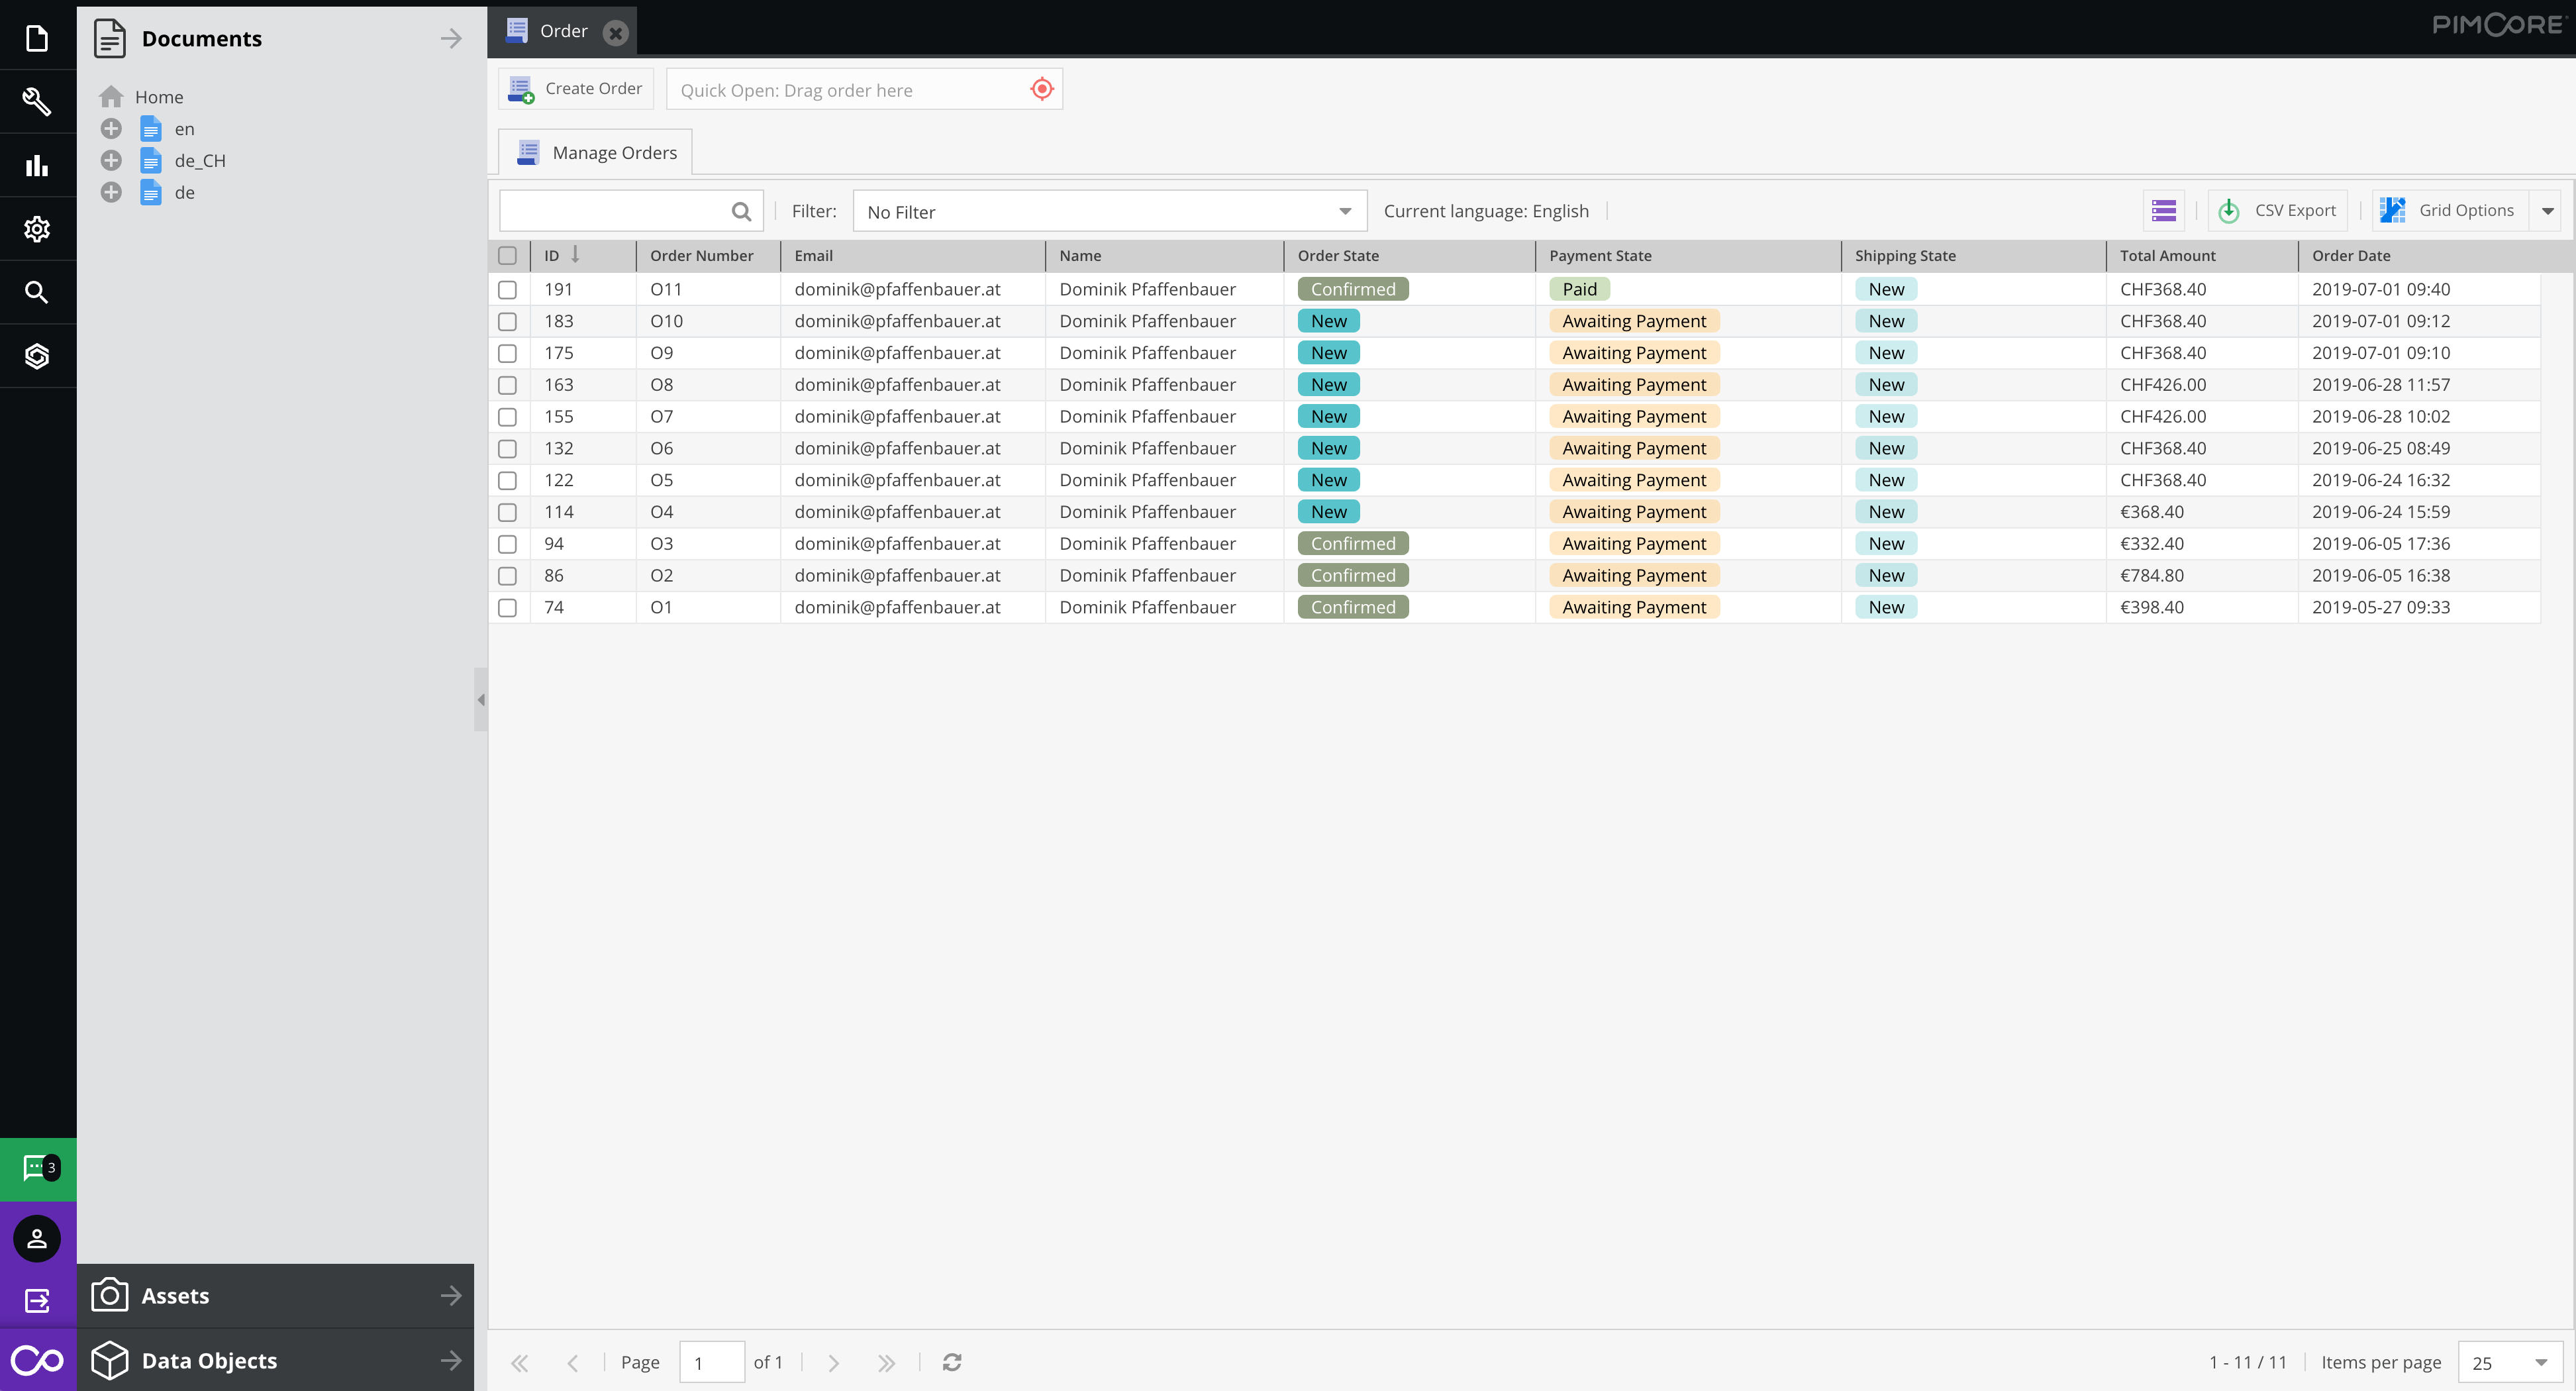 Documents
Home
en
de_CH
de
Assets
Data Objects
3
Order
PIMCORE
Create Order
Quick Open: Drag order here
Manage Orders
Filter: No Filter Current language: English CSV Export Grid Options
ID Order Number Email Name Order State Payment State Shipping State Total Amount Order Date
191 O11 dominik@pfaffenbauer.at Dominik Pfaffenbauer Confirmed Paid New CHF368.40 2019-07-01 09:40
183 O10 dominik@pfaffenbauer.at Dominik Pfaffenbauer New Awaiting Payment New CHF368.40 2019-07-01 09:12
175 O9 dominik@pfaffenbauer.at Dominik Pfaffenbauer New Awaiting Payment New CHF368.40 2019-07-01 09:10
163 O8 dominik@pfaffenbauer.at Dominik Pfaffenbauer New Awaiting Payment New CHF426.00 2019-06-28 11:57
155 O7 dominik@pfaffenbauer.at Dominik Pfaffenbauer New Awaiting Payment New CHF426.00 2019-06-28 10:02
132 O6 dominik@pfaffenbauer.at Dominik Pfaffenbauer New Awaiting Payment New CHF368.40 2019-06-25 08:49
122 O5 dominik@pfaffenbauer.at Dominik Pfaffenbauer New Awaiting Payment New CHF368.40 2019-06-24 16:32
114 O4 dominik@pfaffenbauer.at Dominik Pfaffenbauer New Awaiting Payment New €368.40 2019-06-24 15:59
94 O3 dominik@pfaffenbauer.at Dominik Pfaffenbauer Confirmed Awaiting Payment New €332.40 2019-06-05 17:36
86 O2 dominik@pfaffenbauer.at Dominik Pfaffenbauer Confirmed Awaiting Payment New €784.80 2019-06-05 16:38
74 O1 dominik@pfaffenbauer.at Dominik Pfaffenbauer Confirmed Awaiting Payment New €398.40 2019-05-27 09:33
Page 1 of 1 1 - 11 / 11 Items per page 25